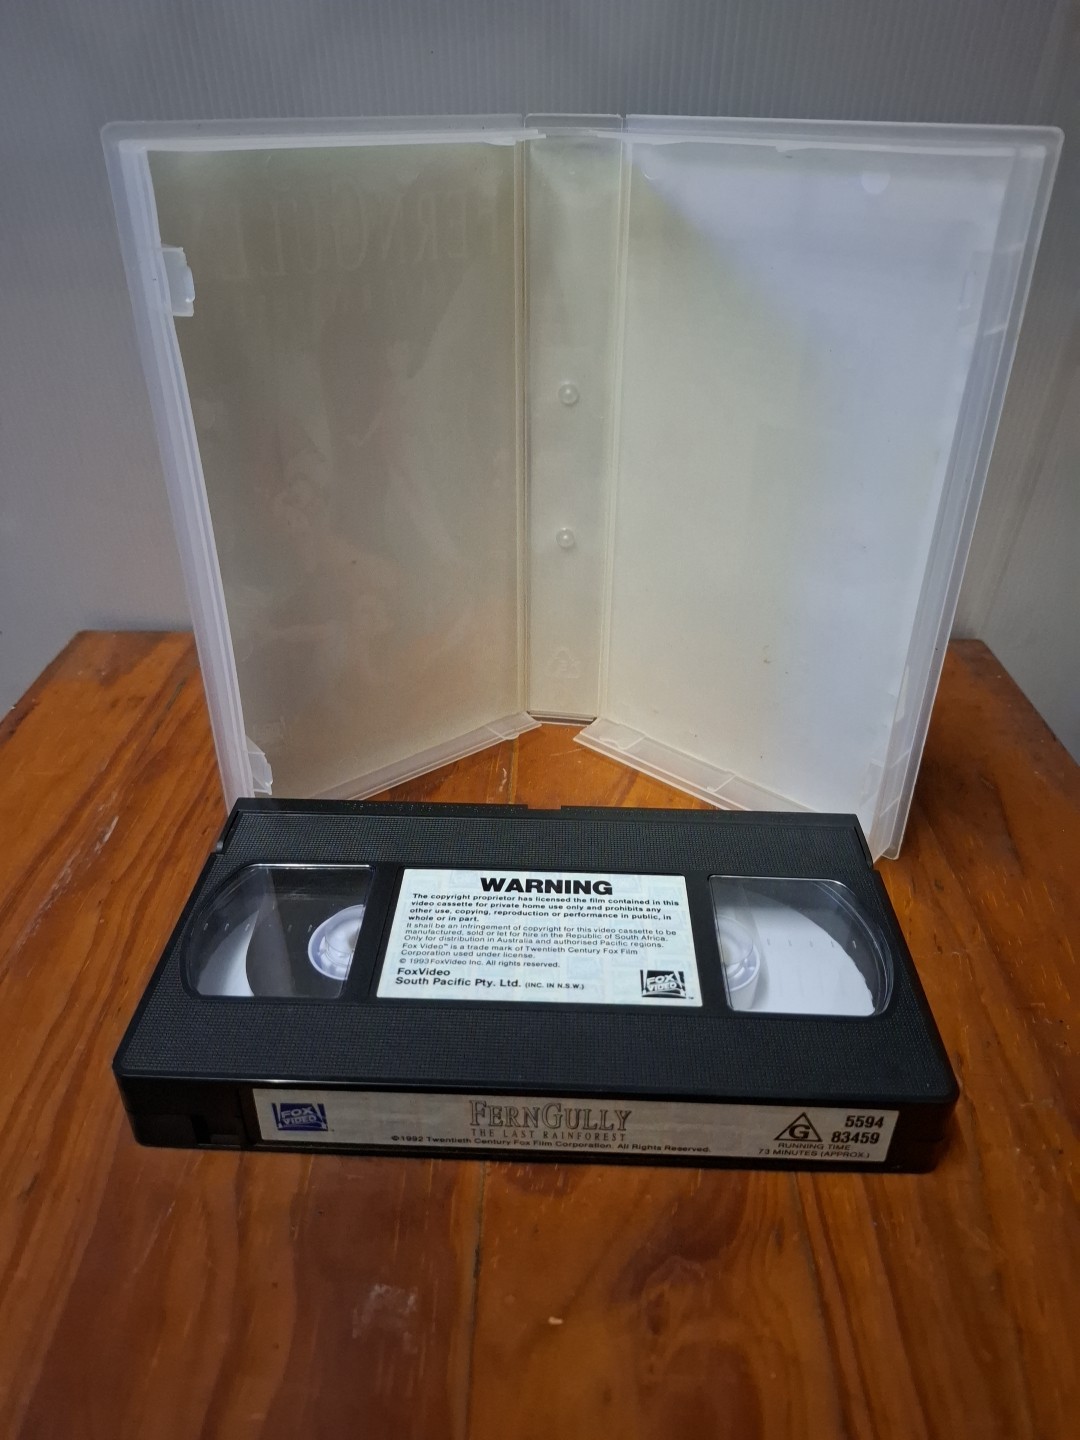 FERNGULLY
WARNING
The copyright proprietor has licensed the film contained in this
video cassette for private home use only and prohibits any
other use, copying, reproduction or performance in public, in
whole or in part.
It shall be an infringement of copyright for this video cassette to be
manufactured, sold or let for hire in the Republic of South Africa.
Only for distribution in Australia and authorised Pacific regions.
Fox Video™ is a trade mark of Twentieth Century Fox Film
Corporation used under license.
© 1993 FoxVideo Inc. All rights reserved.
FoxVideo
South Pacific Pty. Ltd. (INC. IN N.S.W.)
FOX
VIDEO
FOX
VIDEO
FERNGULLY
THE LAST RAINFOREST
©1992 Twentieth Century Fox Film Corporation. All Rights Reserved.
G
5594
83459
RUNNING TIME
73 MINUTES (APPROX.)